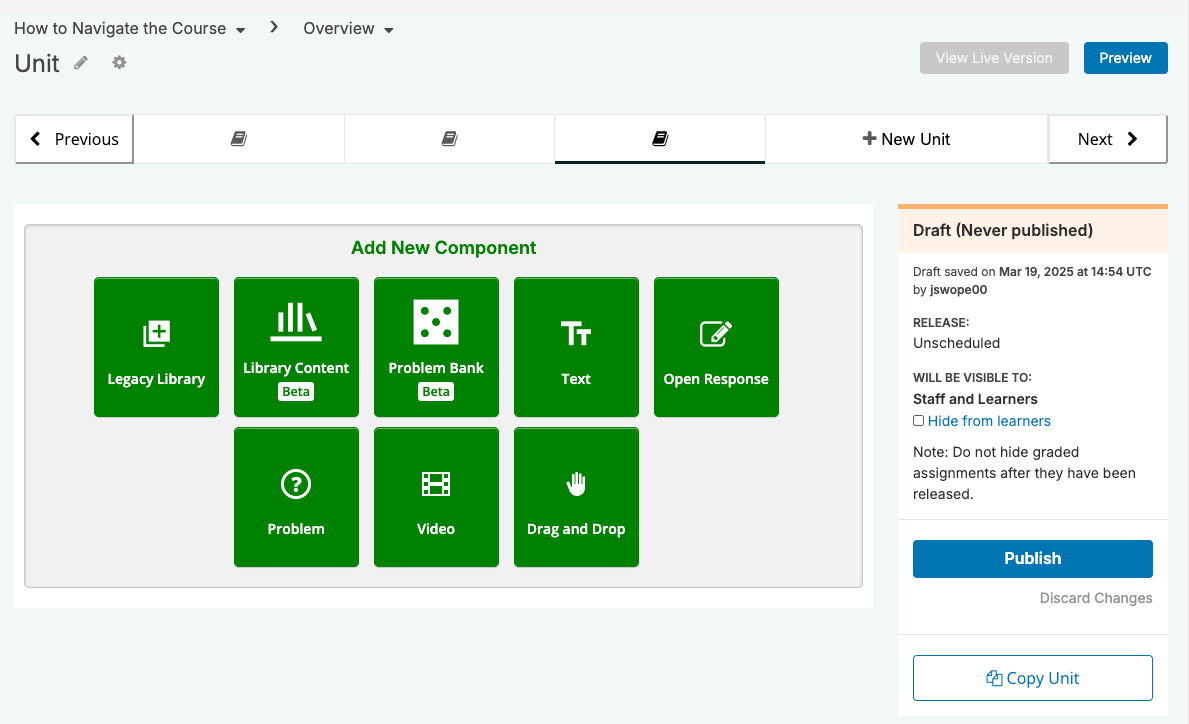 How to Navigate the Course Overview
Unit
View Live Version Preview
Previous New Unit Next
Add New Component
Legacy Library
Library Content
Beta
Problem Bank
Beta
Text
Open Response
Problem
Video
Drag and Drop
Draft (Never published)
Draft saved on Mar 19, 2025 at 14:54 UTC
by jswope00
RELEASE:
Unscheduled
WILL BE VISIBLE TO:
Staff and Learners
Hide from learners
Note: Do not hide graded
assignments after they have been
released.
Publish
Discard Changes
Copy Unit